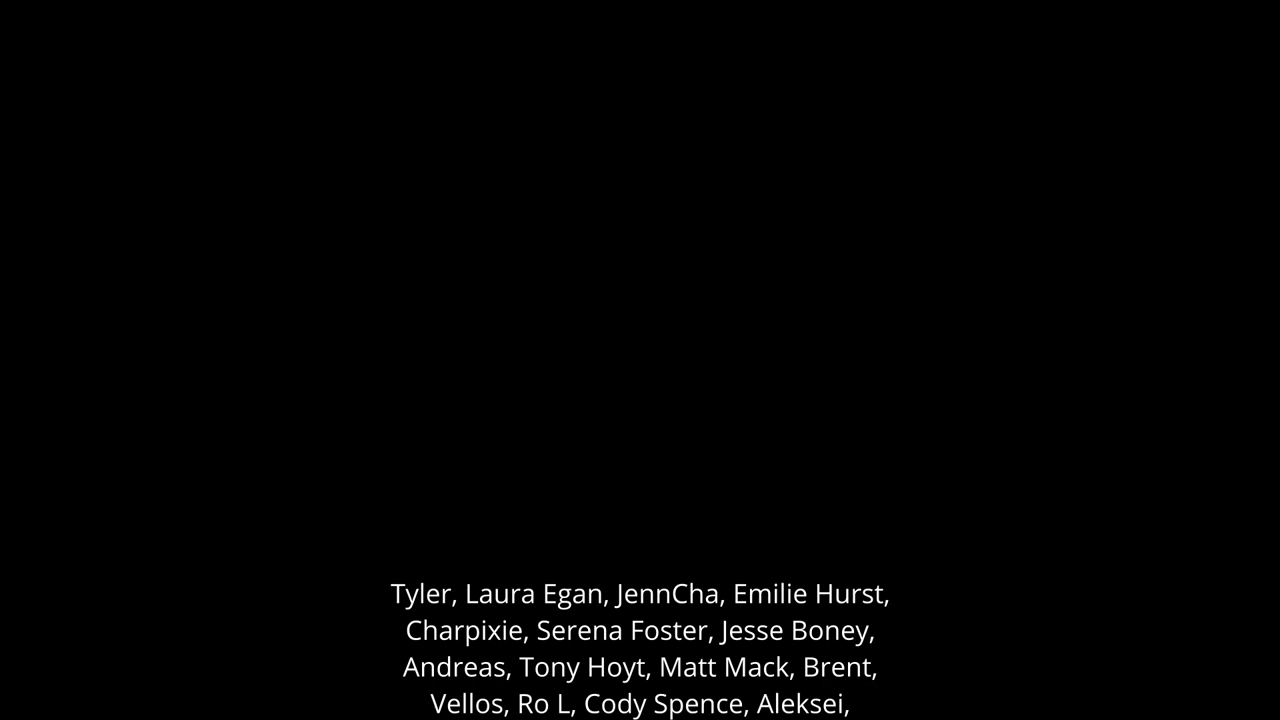 Tyler, Laura Egan, JennCha, Emilie Hurst,
Charpixie, Serena Foster, Jesse Boney,
Andreas, Tony Hoyt, Matt Mack, Brent,
Vellos, Ro L, Cody Spence, Aleksei,